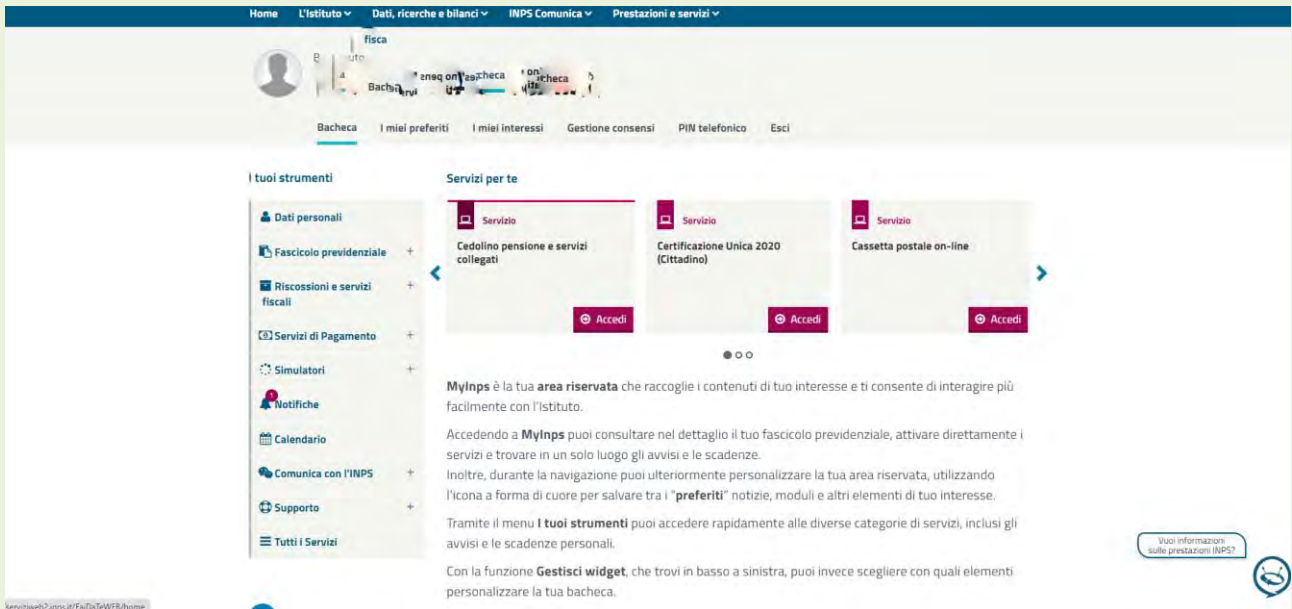 Home L'Istituto Dati, ricerche e bilanci INPS Comunica Prestazioni e servizi
fisca
Bacheca I miei preferiti I miei interessi Gestione consensi PIN telefonico Esci
I tuoi strumenti
Dati personali
Fascicolo previdenziale +
Riscossioni e servizi +
fiscali
Servizi di Pagamento +
Simulatori +
1
Notifiche
Calendario
Comunica con l'INPS +
Supporto +
Tutti i Servizi
Servizi per te
Servizio
Cedolino pensione e servizi
collegati
Accedi
Servizio
Certificazione Unica 2020
(Cittadino)
Accedi
Servizio
Cassetta postale on-line
Accedi
MyInps è la tua area riservata che raccoglie i contenuti di tuo interesse e ti consente di interagire più
facilmente con l'Istituto.
Accedendo a MyInps puoi consultare nel dettaglio il tuo fascicolo previdenziale, attivare direttamente i
servizi e trovare in un solo luogo gli avvisi e le scadenze.
Inoltre, durante la navigazione puoi ulteriormente personalizzare la tua area riservata, utilizzando
l'icona a forma di cuore per salvare tra i "preferiti" notizie, moduli e altri elementi di tuo interesse.
Tramite il menu I tuoi strumenti puoi accedere rapidamente alle diverse categorie di servizi, inclusi gli
avvisi e le scadenze personali.
Con la funzione Gestisci widget, che trovi in basso a sinistra, puoi invece scegliere con quali elementi
personalizzare la tua bacheca.
Vuoi informazioni
sulle prestazioni INPS?
serviziweb2.inps.it/FaiDaTeWEB/home